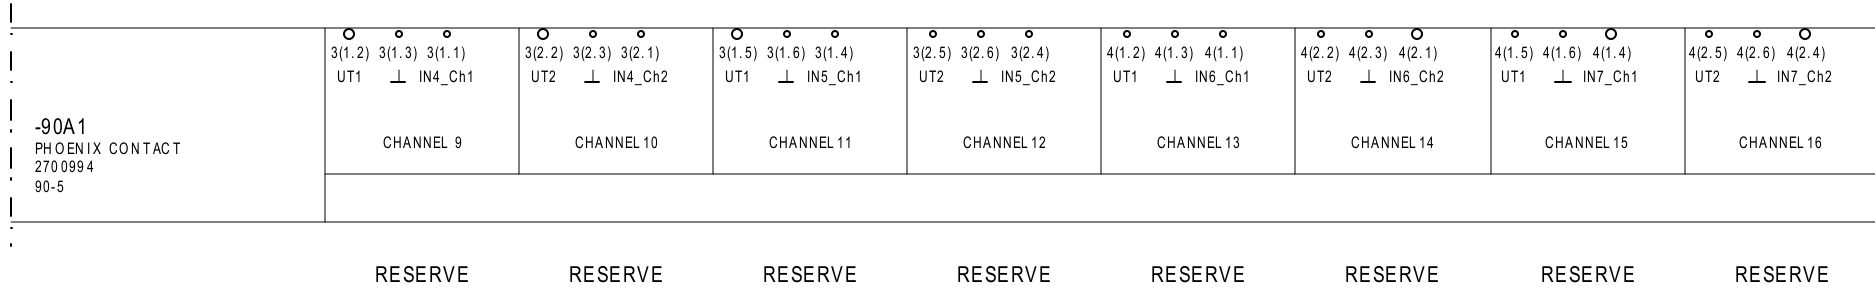 3(1.2) 3(1.3) 3(1.1) 3(2.2) 3(2.3) 3(2.1) 3(1.5) 3(1.6) 3(1.4) 3(2.5) 3(2.6) 3(2.4) 4(1.2) 4(1.3) 4(1.1) 4(2.2) 4(2.3) 4(2.1) 4(1.5) 4(1.6) 4(1.4) 4(2.5) 4(2.6) 4(2.4)
UT1 IN4_Ch1 UT2 IN4_Ch2 UT1 IN5_Ch1 UT2 IN5_Ch2 UT1 IN6_Ch1 UT2 IN6_Ch2 UT1 IN7_Ch1 UT2 IN7_Ch2
-90A1
CHANNEL 9 CHANNEL 10 CHANNEL 11 CHANNEL 12 CHANNEL 13 CHANNEL 14 CHANNEL 15 CHANNEL 16
PHOENIX CONTACT
2700994
90-5
RESERVE RESERVE RESERVE RESERVE RESERVE RESERVE RESERVE RESERVE